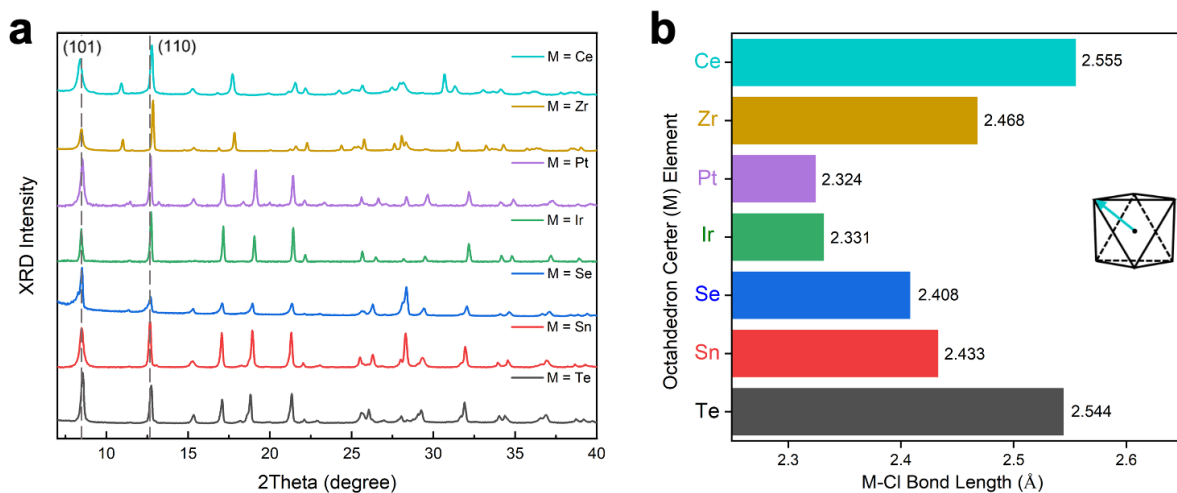 a
(101)
(110)
M = Ce
M = Zr
M = Pt
M = Ir
M = Se
M = Sn
M = Te
XRD Intensity
10
15
20
25
30
35
40
2Theta (degree)
b
Octahdedron Center (M) Element
Ce
2.555
Zr
2.468
Pt
2.324
Ir
2.331
Se
2.408
Sn
2.433
Te
2.544
2.3
2.4
2.5
2.6
M-Cl Bond Length (Å)